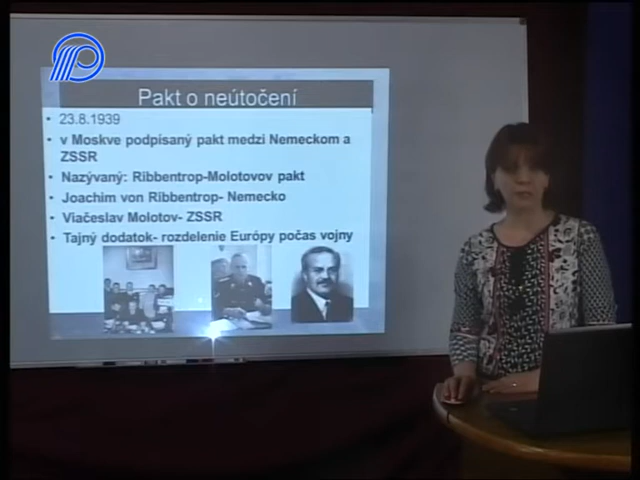 Pakt o neútočení
• 23.8.1939
• v Moskve podpísaný pakt medzi Nemeckom a
ZSSR
• Nazývaný: Ribbentrop-Molotovov pakt
• Joachim von Ribbentrop- Nemecko
• Viačeslav Molotov- ZSSR
• Tajný dodatok- rozdelenie Európy počas vojny